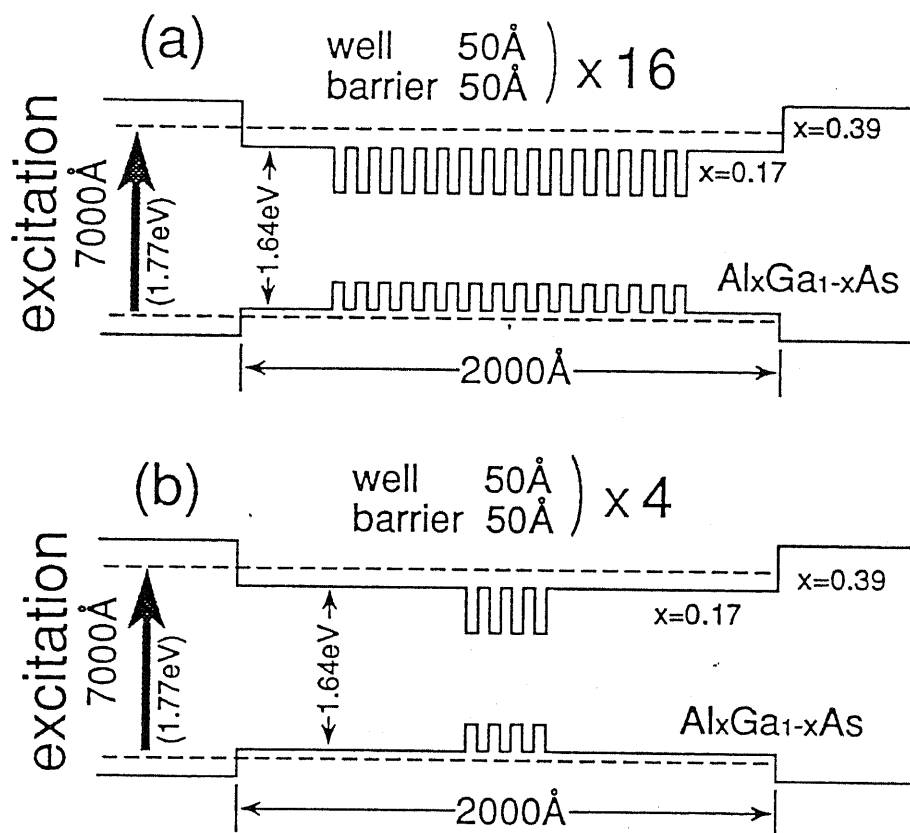 (a)
well 50Å
barrier 50Å
) x 16
excitation
7000Å
(1.77eV)
1.64eV
x=0.39
x=0.17
AlxGa1-xAs
2000Å
(b)
well 50Å
barrier 50Å
) x 4
excitation
7000Å
(1.77eV)
1.64eV
x=0.39
x=0.17
AlxGa1-xAs
2000Å